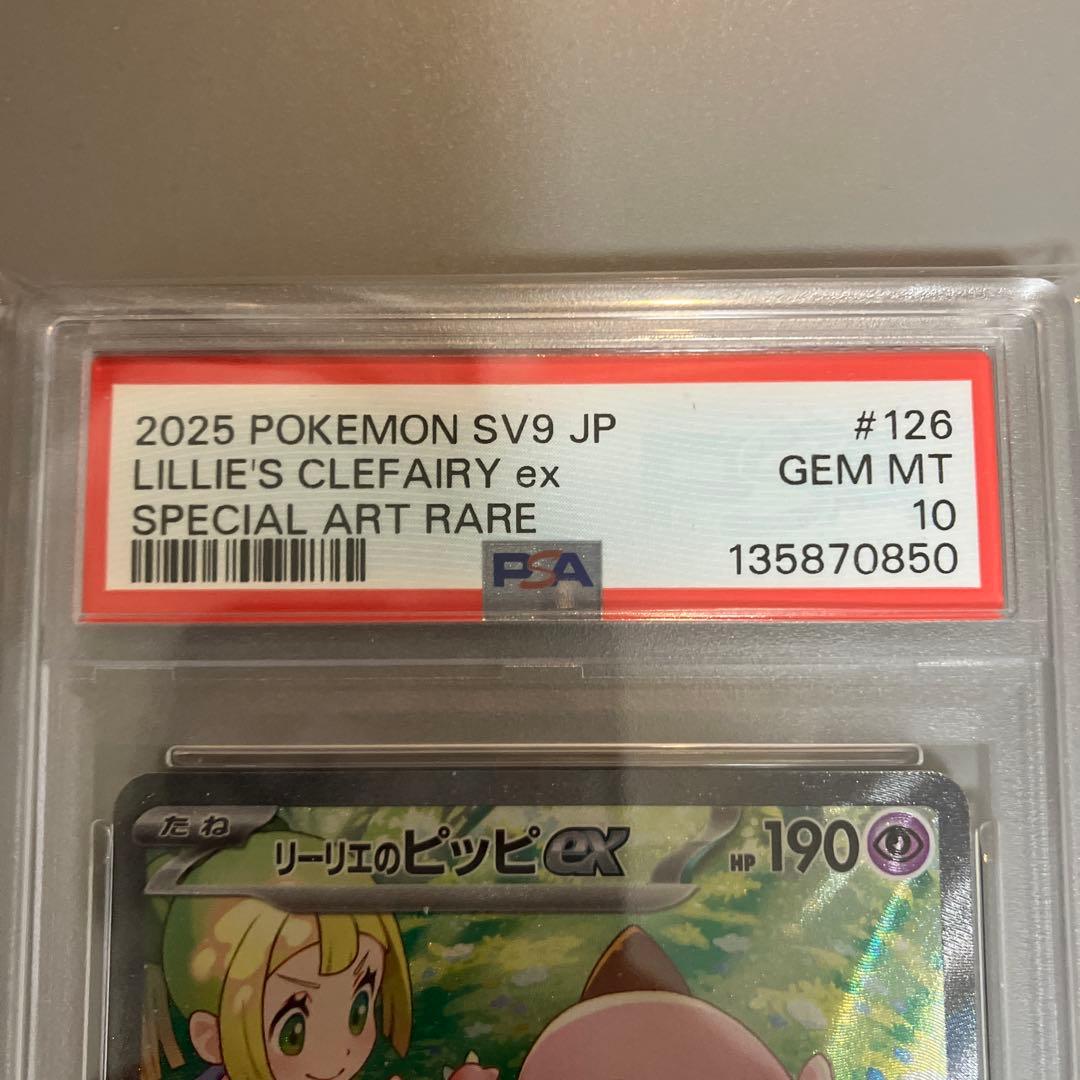 2025 POKEMON SV9 JP #126
LILLIE'S CLEFAIRY ex GEM MT
SPECIAL ART RARE 10
PSA 135870850
たね
リーリエのピッピex HP 190